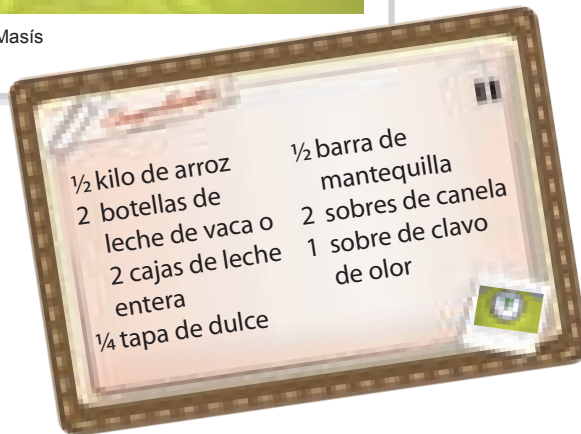 Masís
½ kilo de arroz
2 botellas de
leche de vaca o
2 cajas de leche
entera
¼ tapa de dulce
½ barra de
mantequilla
2 sobres de canela
1 sobre de clavo
de olor